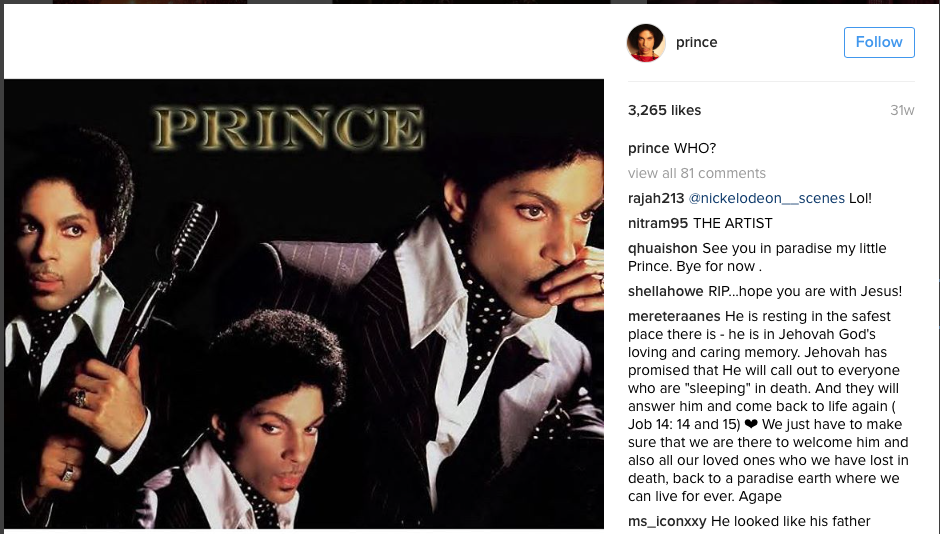 PRINCE
prince
Follow
3,265 likes
31w
prince WHO?
view all 81 comments
rajah213 @nickelodeon__scenes Lol!
nitram95 THE ARTIST
qhuaishon See you in paradise my little
Prince. Bye for now .
shellahowe RIP...hope you are with Jesus!
mereteraanes He is resting in the safest
place there is - he is in Jehovah God's
loving and caring memory. Jehovah has
promised that He will call out to everyone
who are "sleeping" in death. And they will
answer him and come back to life again (
Job 14: 14 and 15) ❤ We just have to make
sure that we are there to welcome him and
also all our loved ones who we have lost in
death, back to a paradise earth where we
can live for ever. Agape
ms_iconxxy He looked like his father